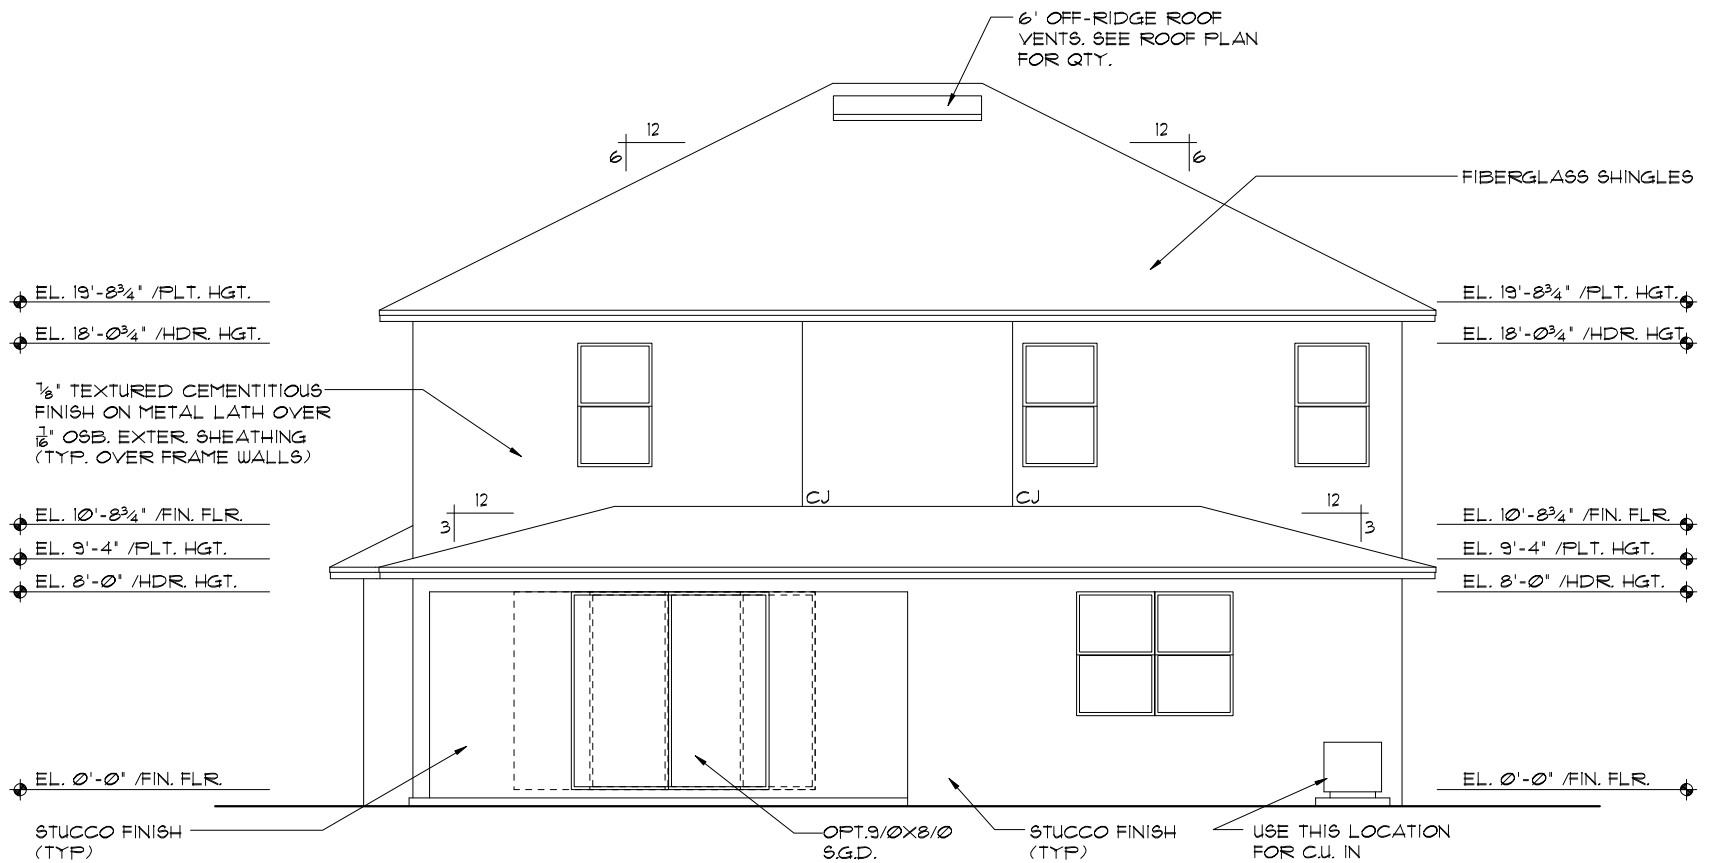 6' OFF-RIDGE ROOF
VENTS. SEE ROOF PLAN
FOR QTY.
12
6
12
6
FIBERGLASS SHINGLES
EL. 19'-8¾" /PLT. HGT.
EL. 19'-8¾" /PLT. HGT.
EL. 18'-0¾" /HDR. HGT.
EL. 18'-0¾" /HDR. HGT.
⅞" TEXTURED CEMENTITIOUS
FINISH ON METAL LATH OVER
7/16" OSB. EXTER. SHEATHING
(TYP. OVER FRAME WALLS)
12
3
CJ
CJ
12
3
EL. 10'-8¾" /FIN. FLR.
EL. 10'-8¾" /FIN. FLR.
EL. 9'-4" /PLT. HGT.
EL. 9'-4" /PLT. HGT.
EL. 8'-0" /HDR. HGT.
EL. 8'-0" /HDR. HGT.
EL. 0'-0" /FIN. FLR.
EL. 0'-0" /FIN. FLR.
STUCCO FINISH
(TYP)
OPT.9/0X8/0
S.G.D.
STUCCO FINISH
(TYP)
USE THIS LOCATION
FOR C.U. IN